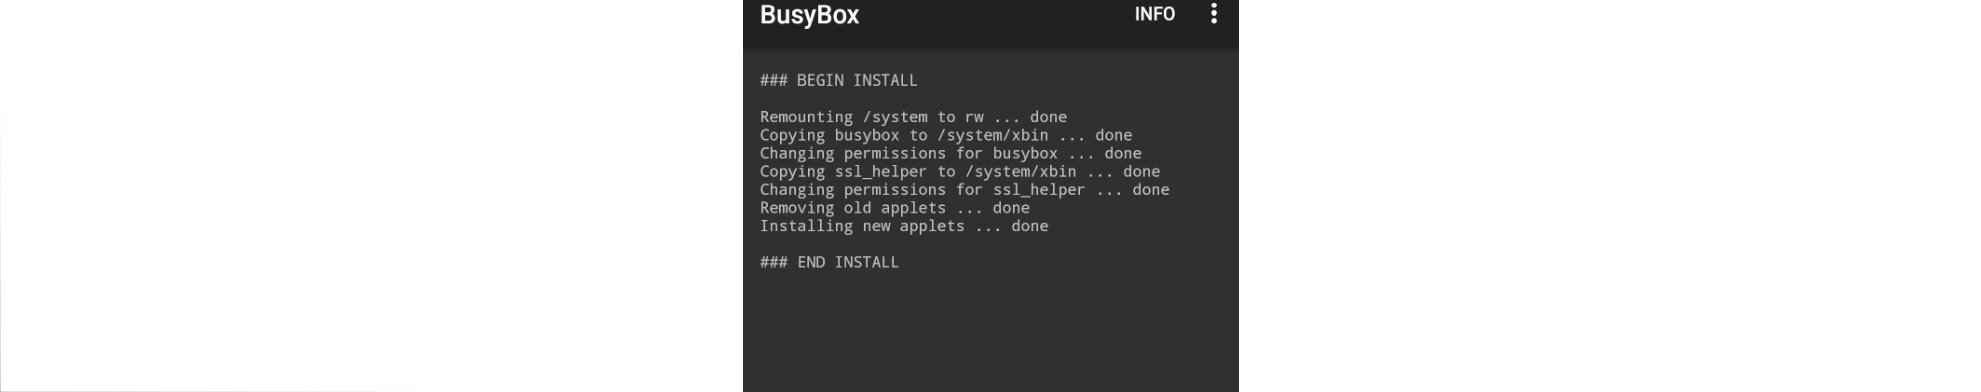 BusyBox INFO
### BEGIN INSTALL
Remounting /system to rw ... done
Copying busybox to /system/xbin ... done
Changing permissions for busybox ... done
Copying ssl_helper to /system/xbin ... done
Changing permissions for ssl_helper ... done
Removing old applets ... done
Installing new applets ... done
### END INSTALL